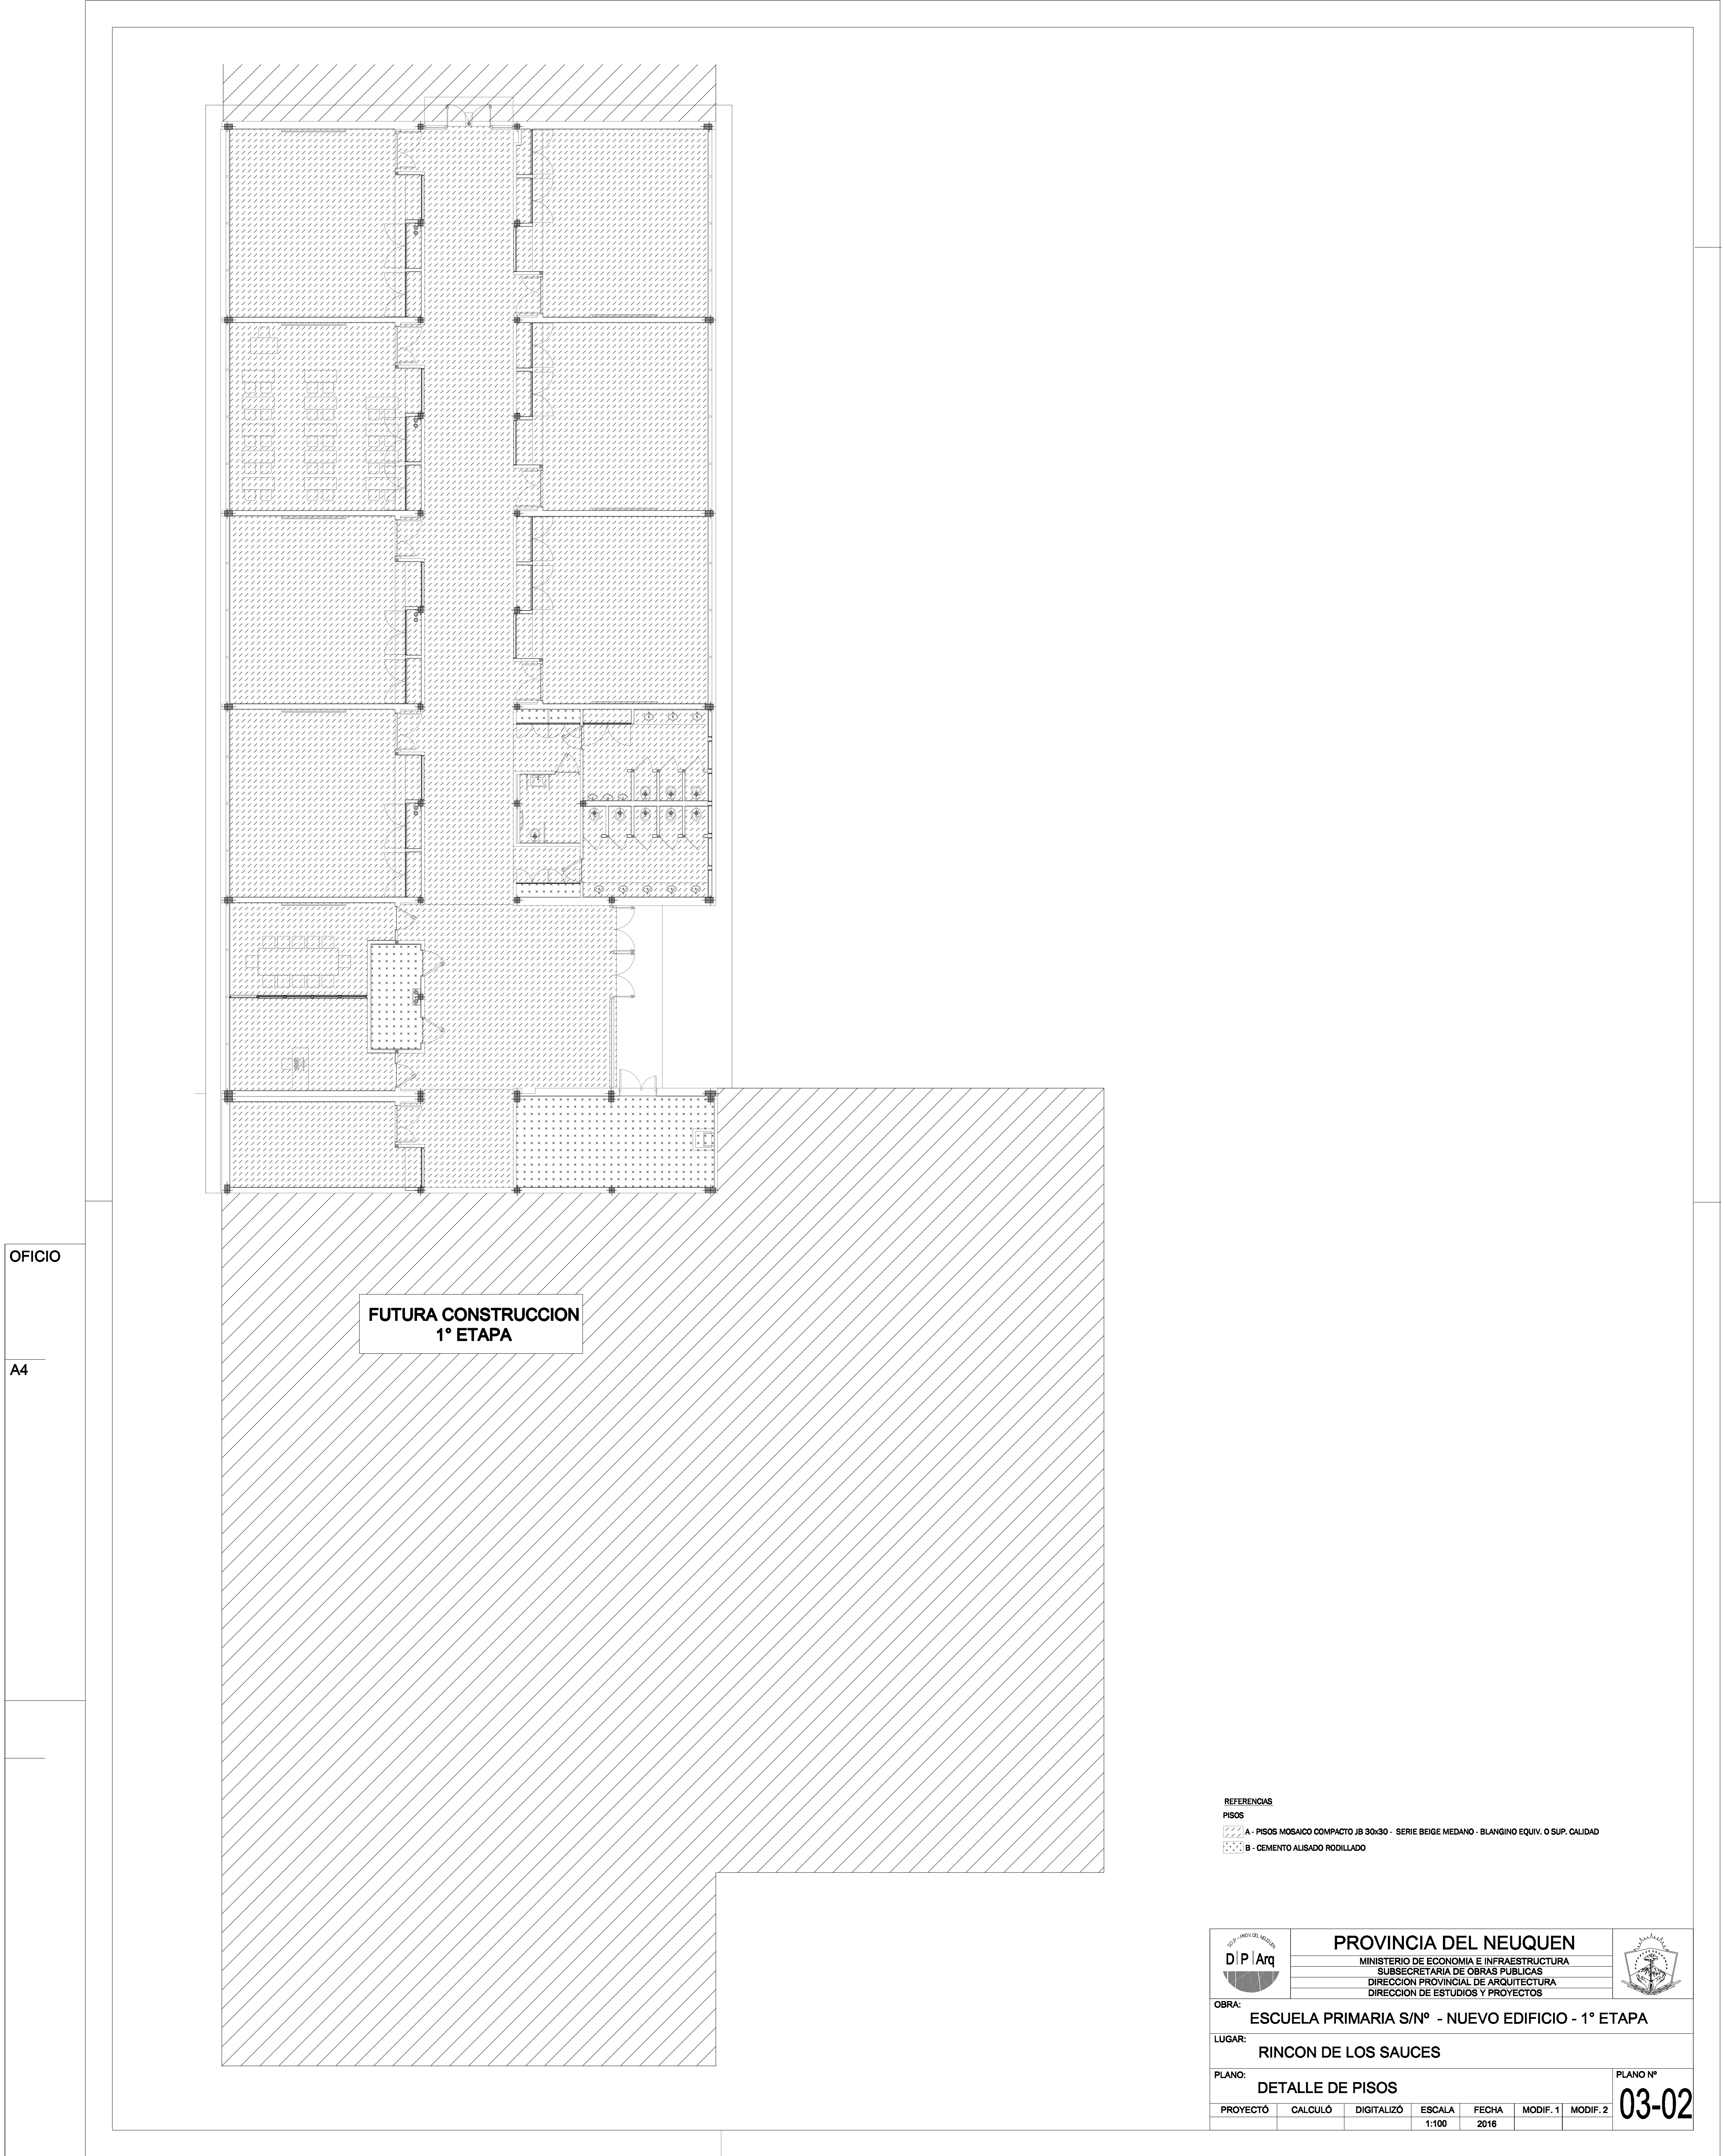 OFICIO
A4
FUTURA CONSTRUCCION
1° ETAPA
REFERENCIAS
PISOS
A - PISOS MOSAICO COMPACTO JB 30x30 - SERIE BEIGE MEDANO - BLANGINO EQUIV. O SUP. CALIDAD
B - CEMENTO ALISADO RODILLADO
S.O.P. - PROV. DEL NEUQUEN
D P Arq
PROVINCIA DEL NEUQUEN
MINISTERIO DE ECONOMIA E INFRAESTRUCTURA
SUBSECRETARIA DE OBRAS PUBLICAS
DIRECCION PROVINCIAL DE ARQUITECTURA
DIRECCION DE ESTUDIOS Y PROYECTOS
OBRA:
ESCUELA PRIMARIA S/Nº - NUEVO EDIFICIO - 1° ETAPA
LUGAR:
RINCON DE LOS SAUCES
PLANO:
DETALLE DE PISOS
PLANO Nº
03-02
PROYECTÓ CALCULÓ DIGITALIZÓ ESCALA FECHA MODIF. 1 MODIF. 2
1:100 2016